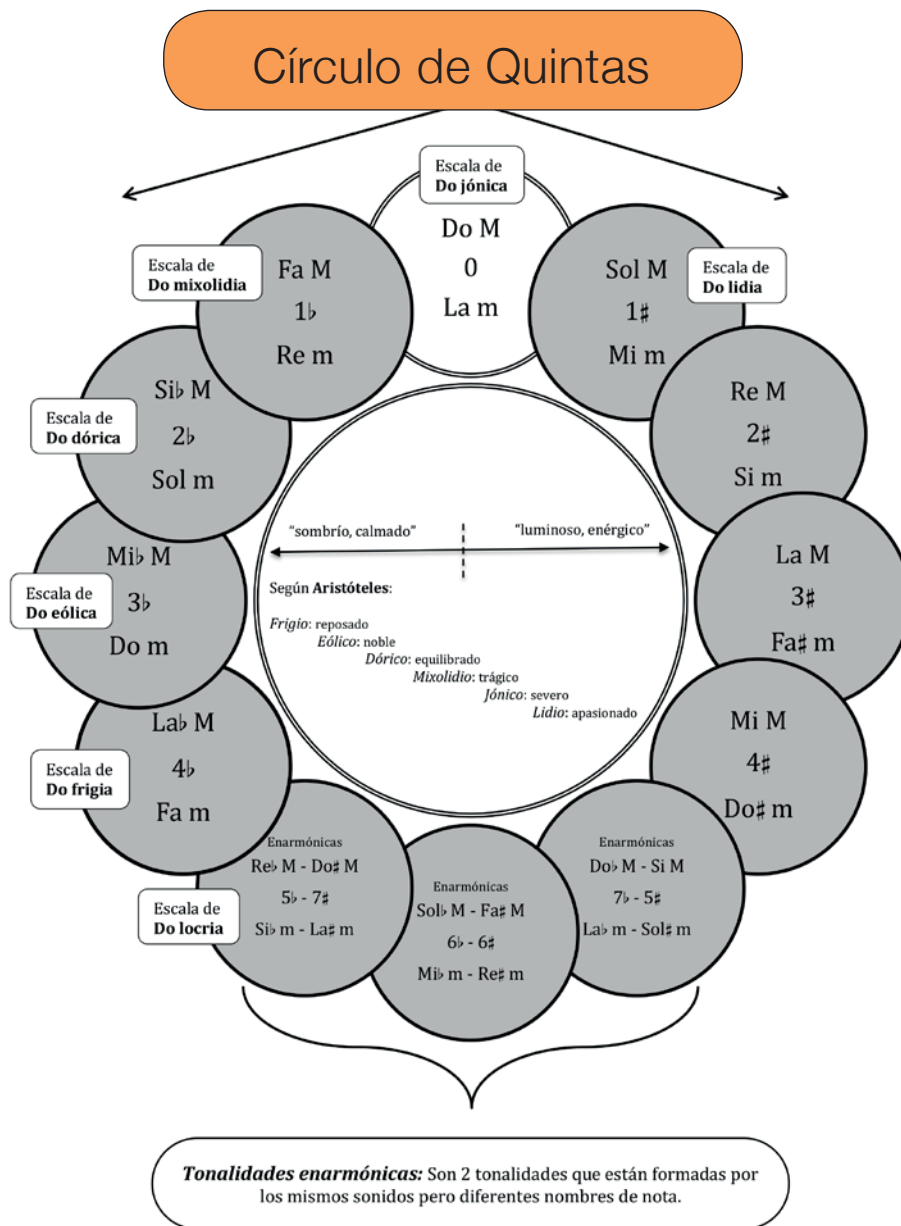 Círculo de Quintas
Escala de
Do jónica
Do M
0
La m
Escala de
Do mixolidia
Fa M
1♭
Re m
Sol M
1♯
Mi m
Escala de
Do lidia
Si♭ M
2♭
Sol m
Escala de
Do dórica
Re M
2♯
Si m
Mi♭ M
3♭
Do m
Escala de
Do eólica
La M
3♯
Fa♯ m
"sombrío, calmado"
"luminoso, enérgico"
Según Aristóteles:
Frigio: reposado
Eólico: noble
Dórico: equilibrado
Mixolidio: trágico
Jónico: severo
Lidio: apasionado
La♭ M
4♭
Fa m
Escala de
Do frigia
Mi M
4♯
Do♯ m
Enarmónicas
Re♭ M - Do♯ M
5♭ - 7♯
Si♭ m - La♯ m
Escala de
Do locria
Enarmónicas
Sol♭ M - Fa♯ M
6♭ - 6♯
Mi♭ m - Re♯ m
Enarmónicas
Do♭ M - Si M
7♭ - 5♯
La♭ m - Sol♯ m
Tonalidades enarmónicas: Son 2 tonalidades que están formadas por
los mismos sonidos pero diferentes nombres de nota.